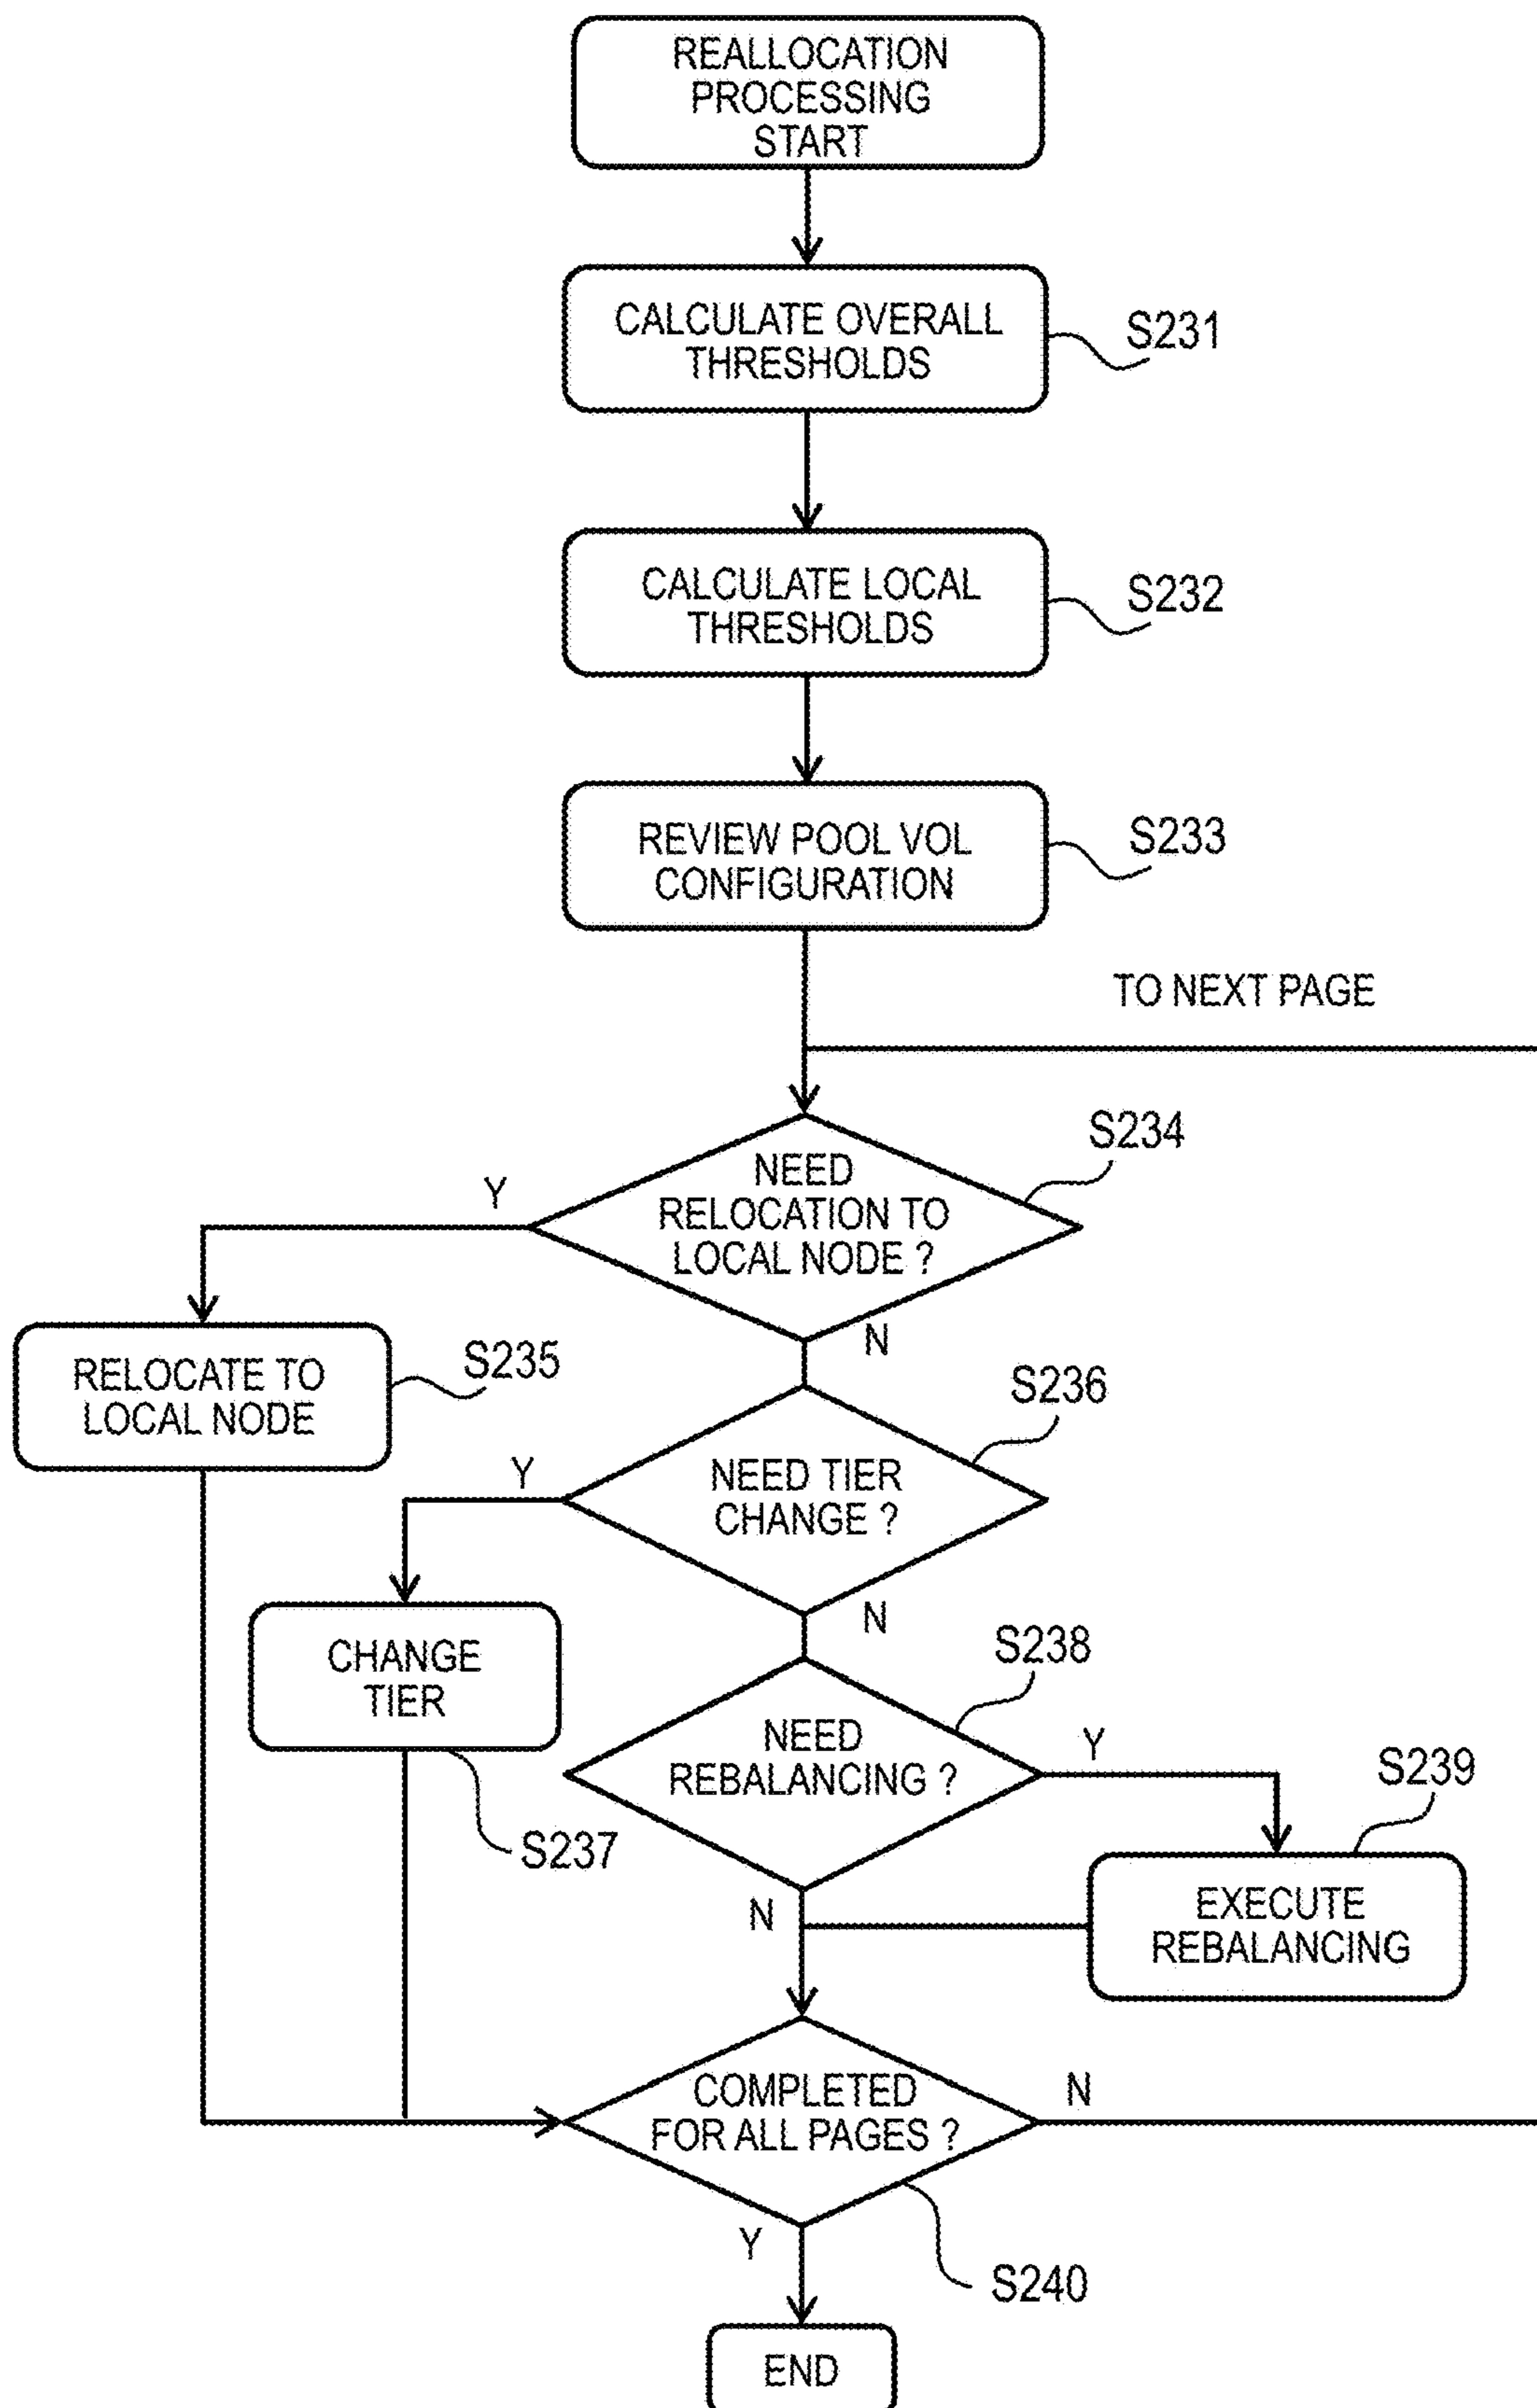 REALLOCATION
PROCESSING
START
CALCULATE OVERALL
THRESHOLDS
S231
CALCULATE LOCAL
THRESHOLDS
S232
REVIEW POOL VOL
CONFIGURATION
S233
TO NEXT PAGE
S234
NEED
RELOCATION TO
LOCAL NODE ?
Y
N
RELOCATE TO
LOCAL NODE
S235
S236
NEED TIER
CHANGE ?
Y
N
CHANGE
TIER
S237
S238
NEED
REBALANCING ?
Y
N
S239
EXECUTE
REBALANCING
COMPLETED
FOR ALL PAGES ?
N
Y
S240
END